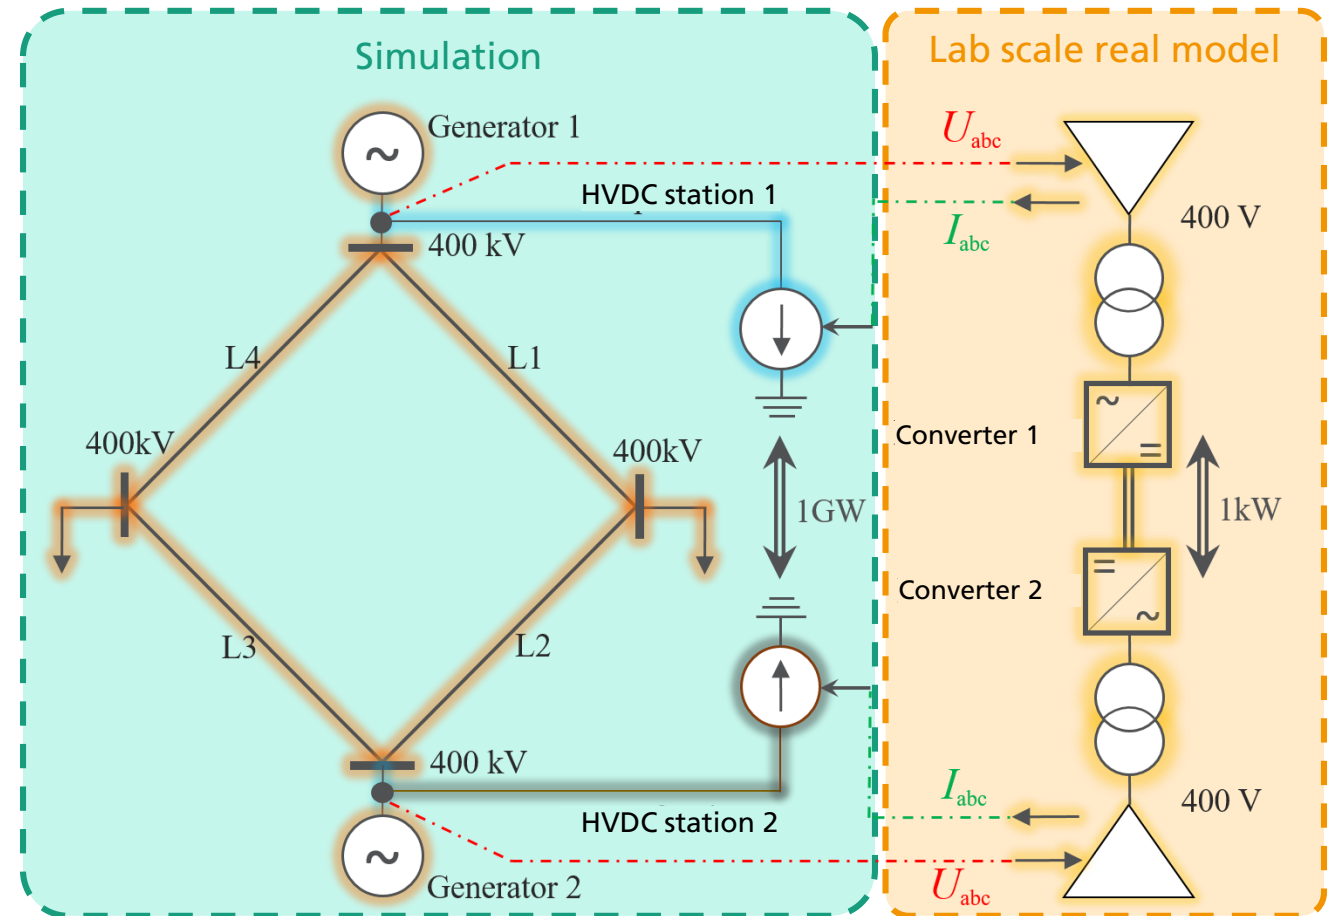 Simulation
Lab scale real model
Generator 1
U_abc
HVDC station 1
I_abc
400 V
400 kV
L4
L1
400kV
400kV
Converter 1
1GW
1kW
Converter 2
L3
L2
400 kV
I_abc
400 V
HVDC station 2
Generator 2
U_abc